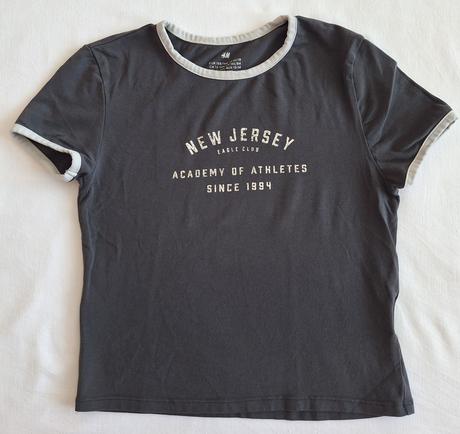 H&M
NEW JERSEY
EAGLE CLUB
ACADEMY OF ATHLETES
SINCE 1994